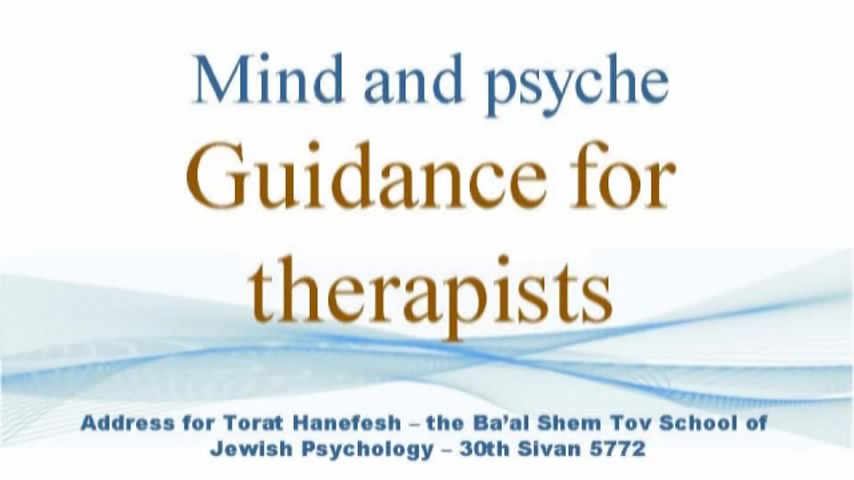 Mind and psyche
Guidance for
therapists
Address for Torat Hanefesh – the Ba’al Shem Tov School of
Jewish Psychology – 30th Sivan 5772